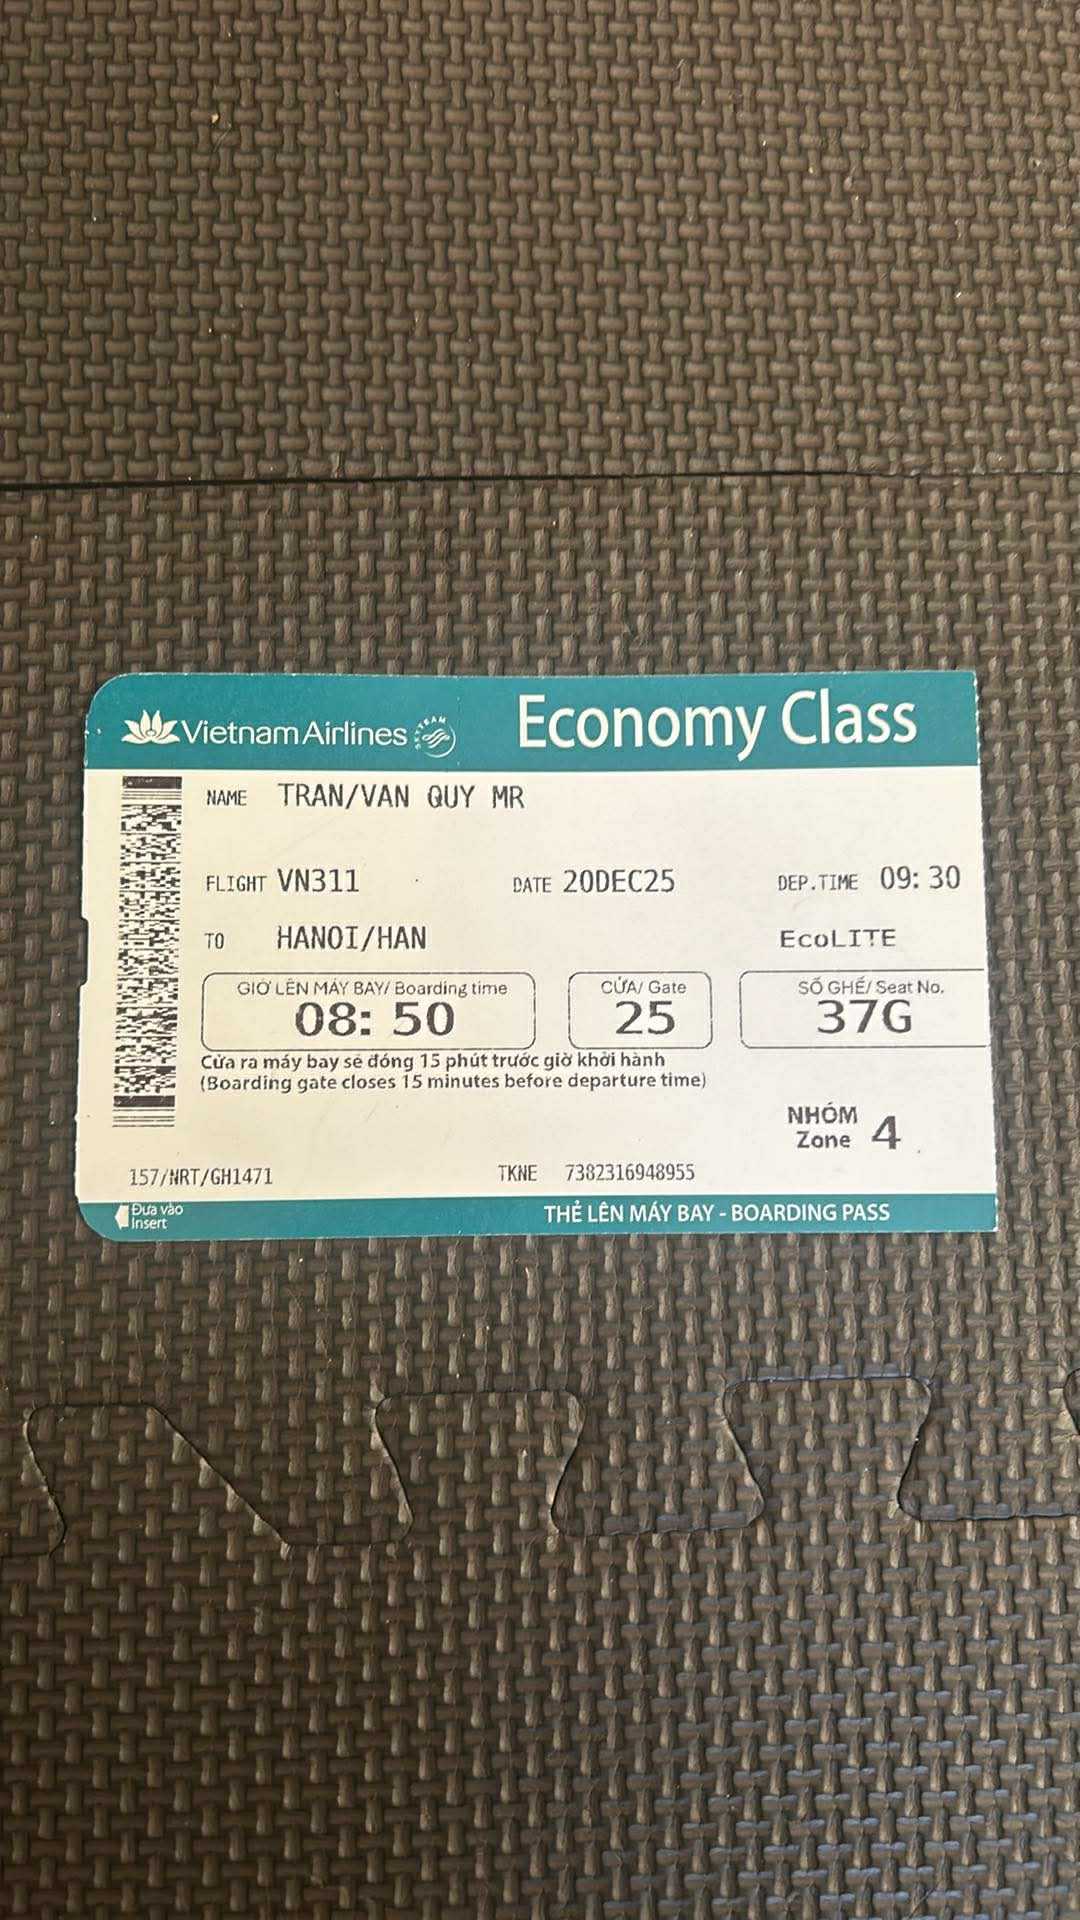 Vietnam Airlines SKYTEAM Economy Class
NAME TRAN/VAN QUY MR
FLIGHT VN311 DATE 20DEC25 DEP.TIME 09:30
TO HANOI/HAN EcoLITE
GIỜ LÊN MÁY BAY/ Boarding time CỬA/ Gate SỐ GHẾ/ Seat No.
08:50 25 37G
Cửa ra máy bay sẽ đóng 15 phút trước giờ khởi hành
(Boarding gate closes 15 minutes before departure time)
NHÓM
Zone 4
157/NRT/GH1471 TKNE 7382316948955
Đưa vào
Insert
THẺ LÊN MÁY BAY - BOARDING PASS